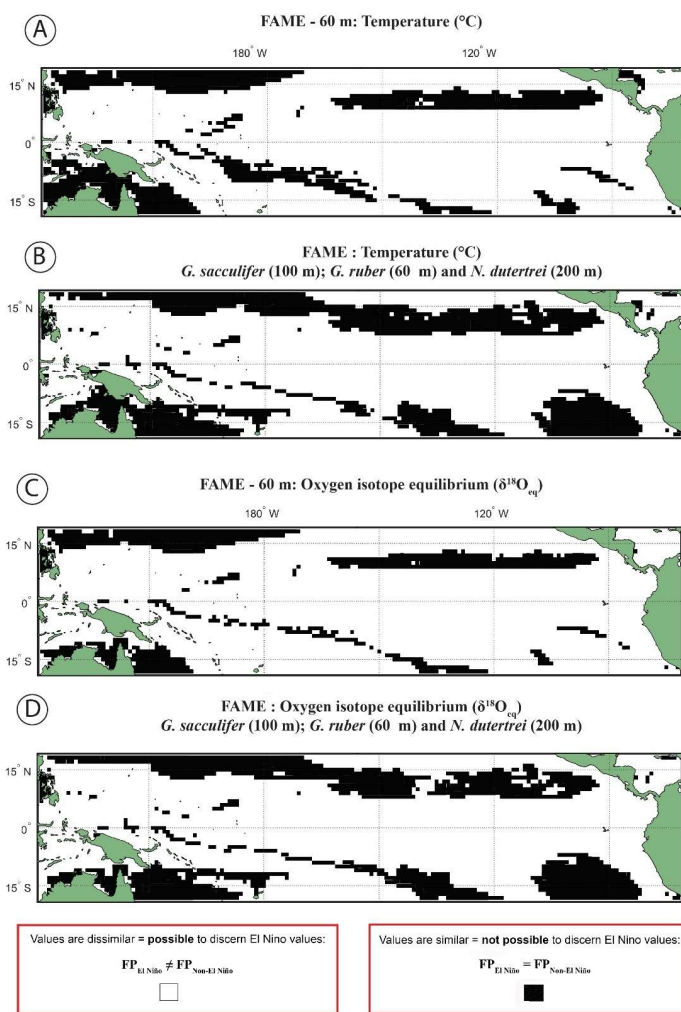 A
FAME - 60 m: Temperature (°C)
180° W
120° W
15° N
0°
15° S
B
FAME : Temperature (°C)
G. sacculifer (100 m); G. ruber (60 m) and N. dutertrei (200 m)
15° N
0°
15° S
C
FAME - 60 m: Oxygen isotope equilibrium (δ¹⁸Oeq)
180° W
120° W
15° N
0°
15° S
D
FAME : Oxygen isotope equilibrium (δ¹⁸Oeq)
G. sacculifer (100 m); G. ruber (60 m) and N. dutertrei (200 m)
15° N
0°
15° S
Values are dissimilar = possible to discern El Nino values:
FPEl Niño ≠ FPNon-El Niño
Values are similar = not possible to discern El Nino values:
FPEl Niño = FPNon-El Niño